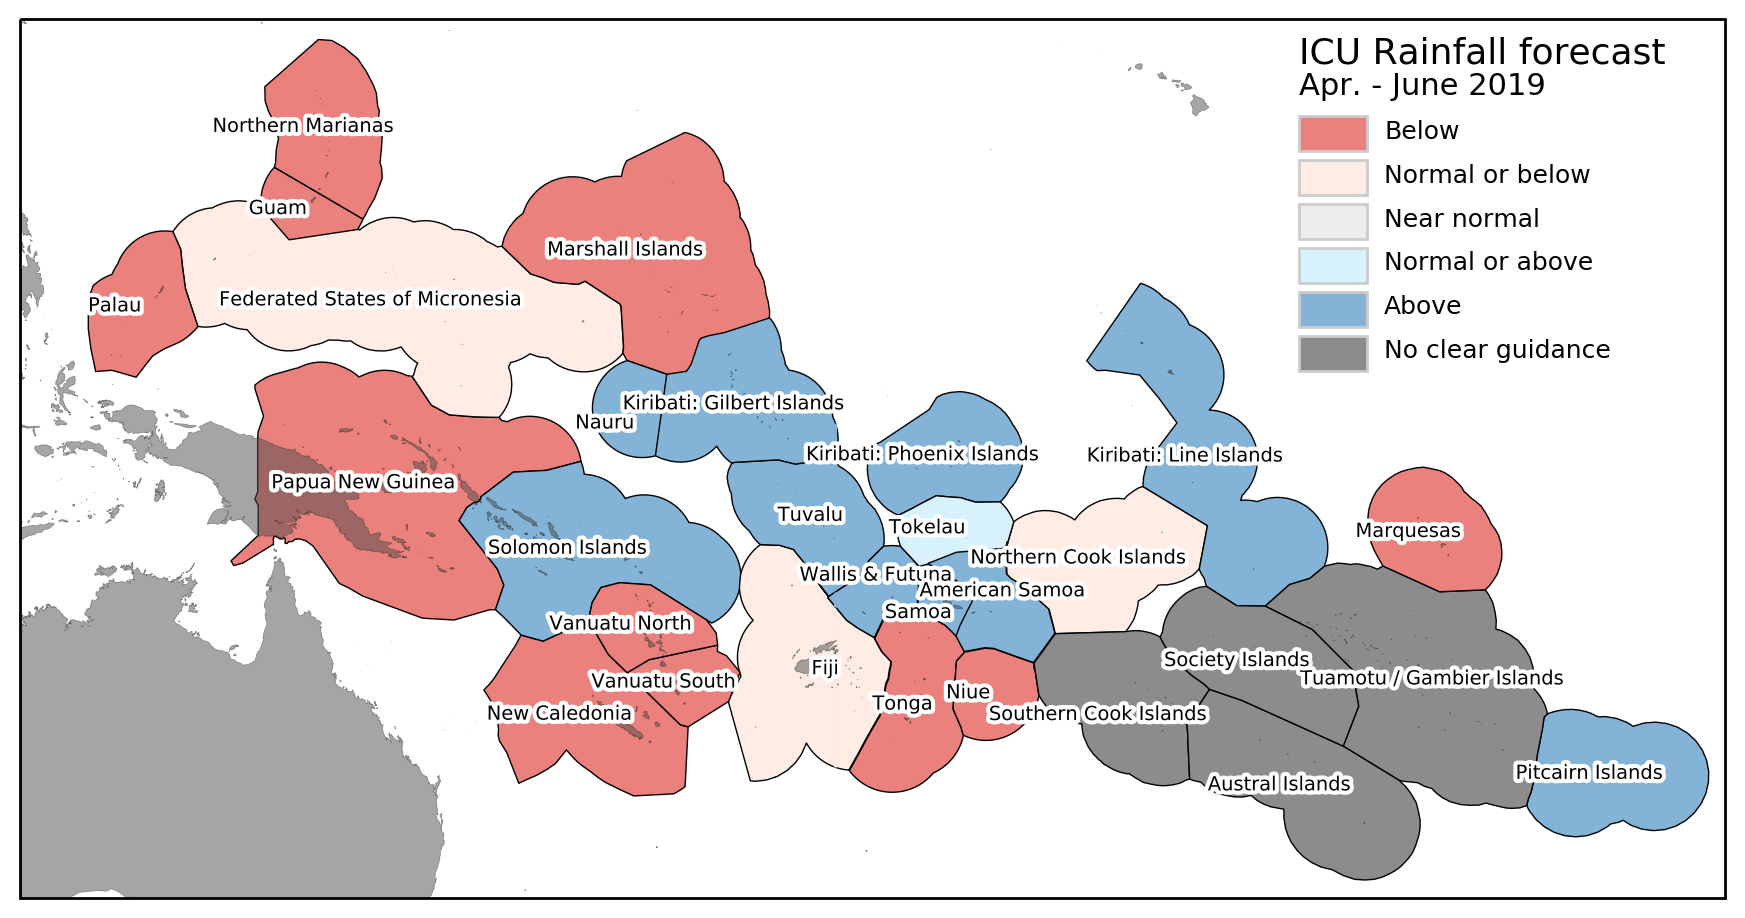 ICU Rainfall forecast
Apr. - June 2019
Below
Normal or below
Near normal
Normal or above
Above
No clear guidance
Northern Marianas
Guam
Marshall Islands
Palau
Federated States of Micronesia
Nauru
Kiribati: Gilbert Islands
Kiribati: Phoenix Islands
Kiribati: Line Islands
Papua New Guinea
Tuvalu
Tokelau
Marquesas
Solomon Islands
Northern Cook Islands
Wallis & Futuna
American Samoa
Samoa
Vanuatu North
Vanuatu South
Fiji
Society Islands
Tuamotu / Gambier Islands
New Caledonia
Tonga
Niue
Southern Cook Islands
Pitcairn Islands
Austral Islands